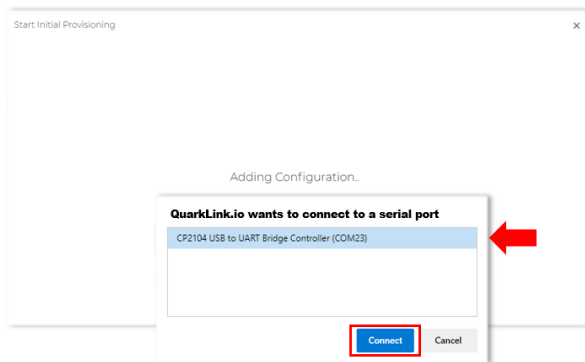 Start Initial Provisioning
×
Adding Configuration..
QuarkLink.io wants to connect to a serial port
CP2104 USB to UART Bridge Controller (COM23)
Connect
Cancel